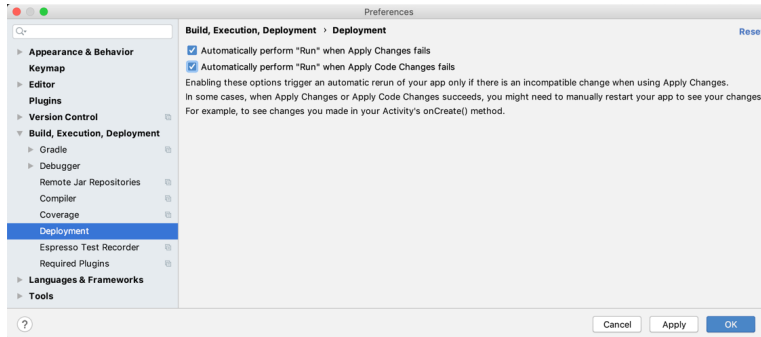 Preferences
Build, Execution, Deployment › Deployment
Rese
Automatically perform "Run" when Apply Changes fails
Automatically perform "Run" when Apply Code Changes fails
Enabling these options trigger an automatic rerun of your app only if there is an incompatible change when using Apply Changes.
In some cases, when Apply Changes or Apply Code Changes succeeds, you might need to manually restart your app to see your changes
For example, to see changes you made in your Activity's onCreate() method.
Appearance & Behavior
Keymap
Editor
Plugins
Version Control
Build, Execution, Deployment
Gradle
Debugger
Remote Jar Repositories
Compiler
Coverage
Deployment
Espresso Test Recorder
Required Plugins
Languages & Frameworks
Tools
?
Cancel
Apply
OK